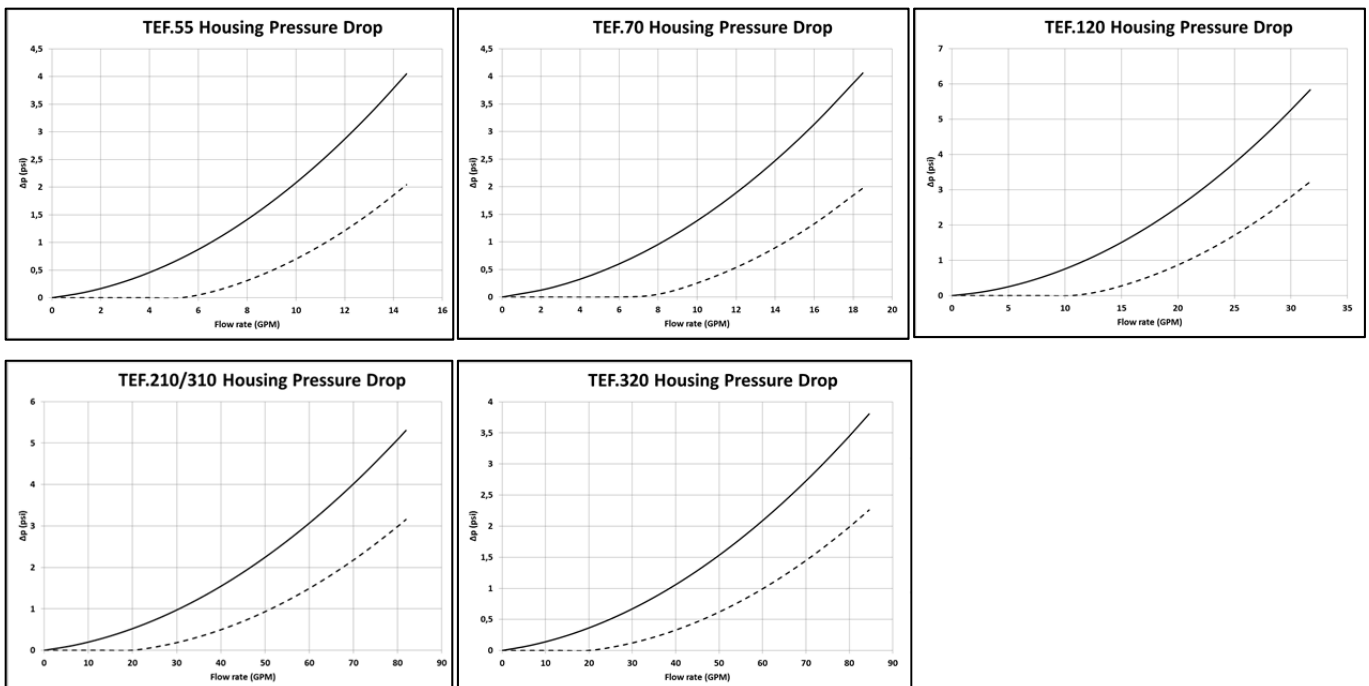 TEF.55 Housing Pressure Drop
4,5
4
3,5
3
2,5
2
1,5
1
0,5
0
Δp (psi)
0 2 4 6 8 10 12 14 16
Flow rate (GPM)
TEF.70 Housing Pressure Drop
4,5
4
3,5
3
2,5
2
1,5
1
0,5
0
Δp (psi)
0 2 4 6 8 10 12 14 16 18 20
Flow rate (GPM)
TEF.120 Housing Pressure Drop
7
6
5
4
3
2
1
0
Δp (psi)
0 5 10 15 20 25 30 35
Flow rate (GPM)
TEF.210/310 Housing Pressure Drop
6
5
4
3
2
1
0
Δp (psi)
0 10 20 30 40 50 60 70 80 90
Flow rate (GPM)
TEF.320 Housing Pressure Drop
4
3,5
3
2,5
2
1,5
1
0,5
0
Δp (psi)
0 10 20 30 40 50 60 70 80 90
Flow rate (GPM)